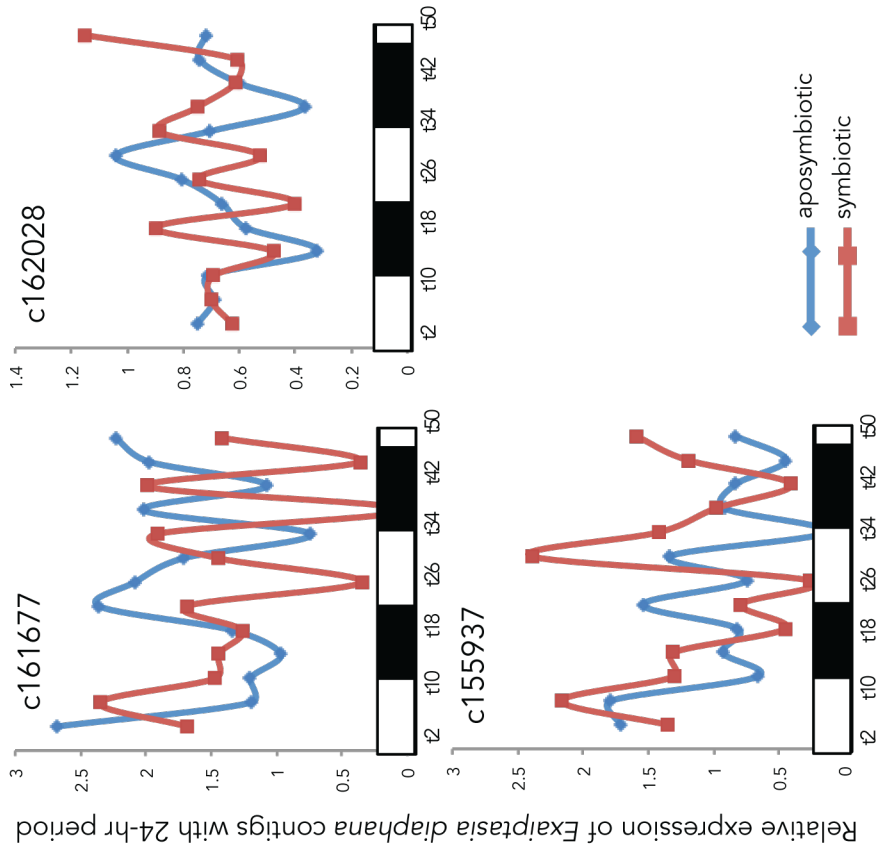 Relative expression of Exaiptasia diaphana contigs with 24-hr period
c161677
3
2.5
2
1.5
1
0.5
0
t2
t10
t18
t26
t34
t42
t50
c162028
1.4
1.2
1
0.8
0.6
0.4
0.2
0
t2
t10
t18
t26
t34
t42
t50
c155937
3
2.5
2
1.5
1
0.5
0
t2
t10
t18
t26
t34
t42
t50
aposymbiotic
symbiotic